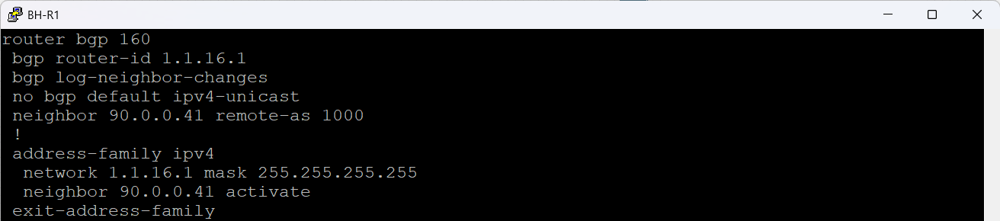 BH-R1
router bgp 160
bgp router-id 1.1.16.1
bgp log-neighbor-changes
no bgp default ipv4-unicast
neighbor 90.0.0.41 remote-as 1000
!
address-family ipv4
network 1.1.16.1 mask 255.255.255.255
neighbor 90.0.0.41 activate
exit-address-family